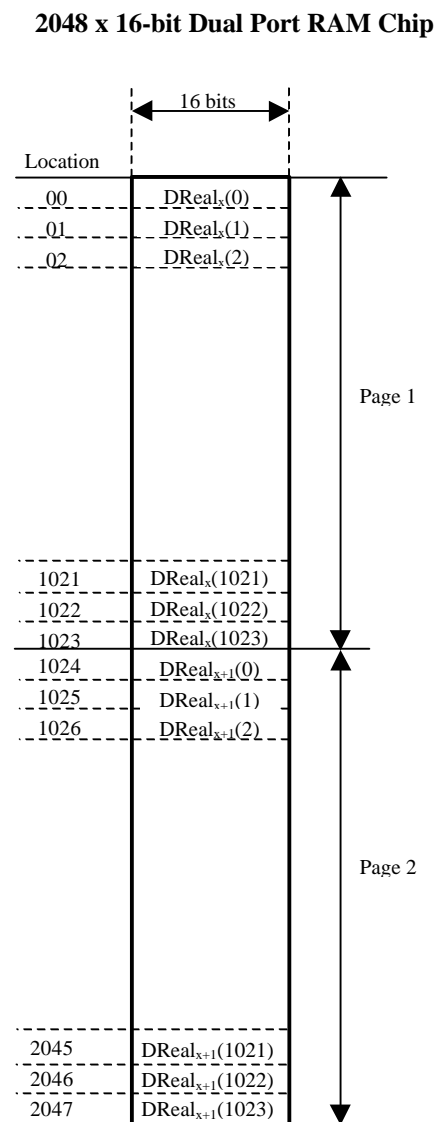 2048 x 16-bit Dual Port RAM Chip
16 bits
Location
00 DRealₓ(0)
01 DRealₓ(1)
02 DRealₓ(2)
Page 1
1021 DRealₓ(1021)
1022 DRealₓ(1022)
1023 DRealₓ(1023)
1024 DRealₓ₊₁(0)
1025 DRealₓ₊₁(1)
1026 DRealₓ₊₁(2)
Page 2
2045 DRealₓ₊₁(1021)
2046 DRealₓ₊₁(1022)
2047 DRealₓ₊₁(1023)